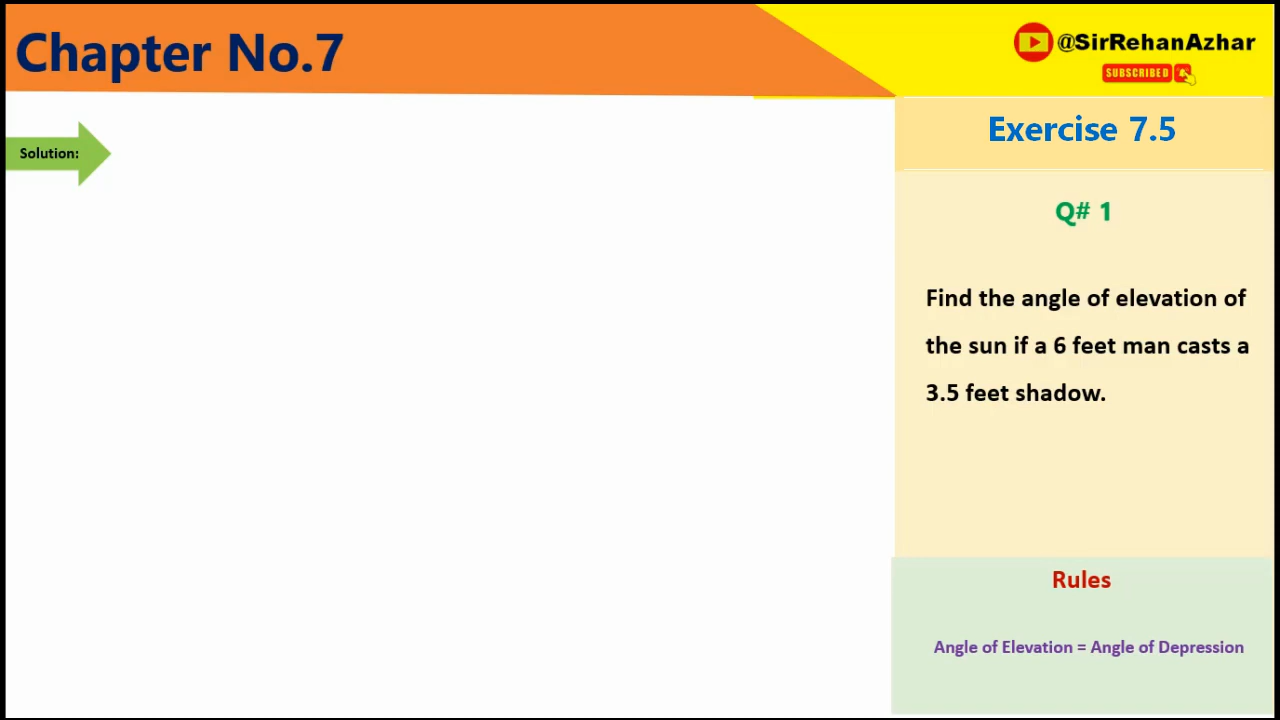 Chapter No.7
@SirRehanAzhar
SUBSCRIBED
Solution:
Exercise 7.5
Q# 1
Find the angle of elevation of
the sun if a 6 feet man casts a
3.5 feet shadow.
Rules
Angle of Elevation = Angle of Depression